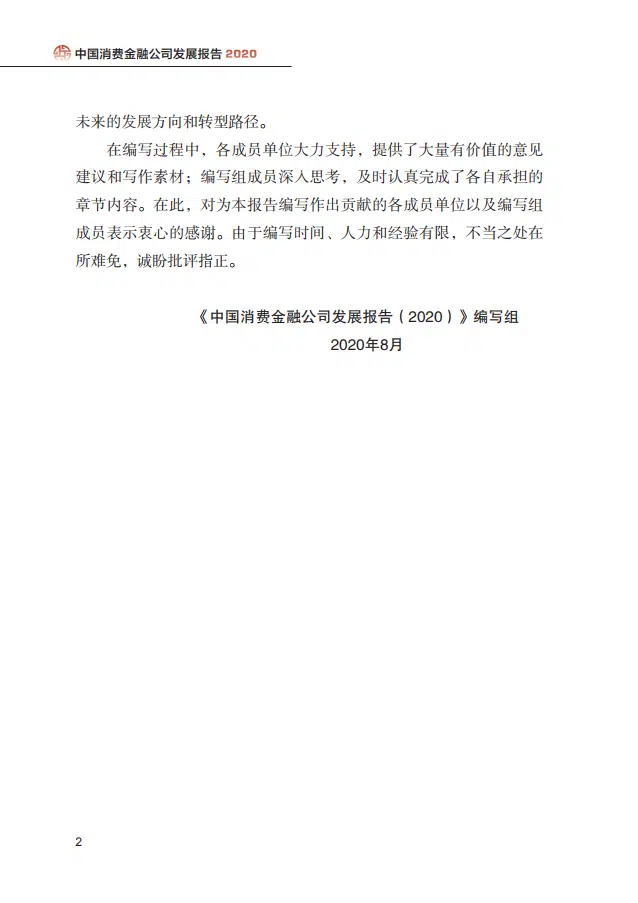 中国消费金融公司发展报告 2020
未来的发展方向和转型路径。
在编写过程中，各成员单位大力支持，提供了大量有价值的意见
建议和写作素材；编写组成员深入思考，及时认真完成了各自承担的
章节内容。在此，对为本报告编写作出贡献的各成员单位以及编写组
成员表示衷心的感谢。由于编写时间、人力和经验有限，不当之处在
所难免，诚盼批评指正。
《中国消费金融公司发展报告（2020）》编写组
2020年8月
2